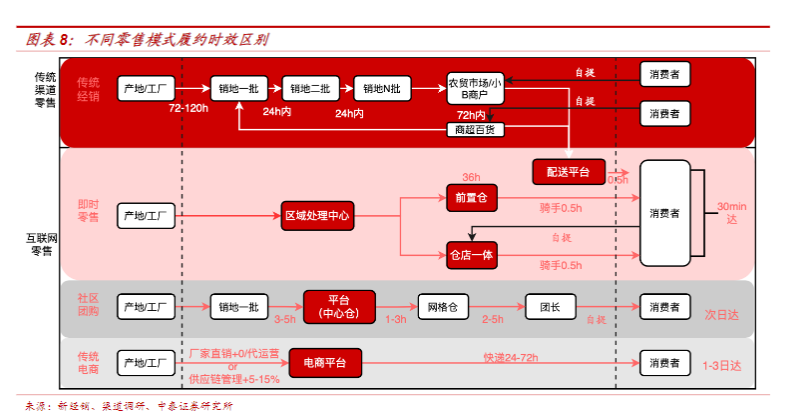 图表 8：不同零售模式履约时效区别
传统
渠道
零售
传统
经销
产地/工厂
72-120h
销地一批
24h内
销地二批
24h内
销地N批
农贸市场/小
B商户
72h内
商超百货
自提
自提
消费者
消费者
互联网
零售
即时
零售
产地/工厂
区域处理中心
36h
前置仓
仓店一体
配送平台
0.5h
骑手0.5h
自提
骑手0.5h
消费者
30min
达
社区
团购
产地/工厂
销地一批
3-5h
平台
（中心仓）
1-3h
网格仓
2-5h
团长
自提
消费者
次日达
传统
电商
产地/工厂
厂家直销+0/代运营
or
供应链管理+5-15%
电商平台
快递24-72h
消费者
1-3日达
来源：新经销、渠道调研、中泰证券研究所